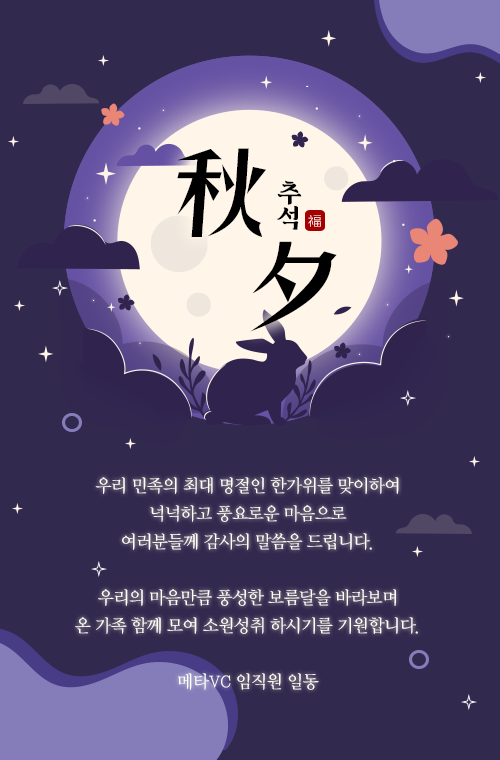 秋夕
추석
福
우리 민족의 최대 명절인 한가위를 맞이하여
넉넉하고 풍요로운 마음으로
여러분들께 감사의 말씀을 드립니다.
우리의 마음만큼 풍성한 보름달을 바라보며
온 가족 함께 모여 소원성취 하시기를 기원합니다.
메타VC 임직원 일동